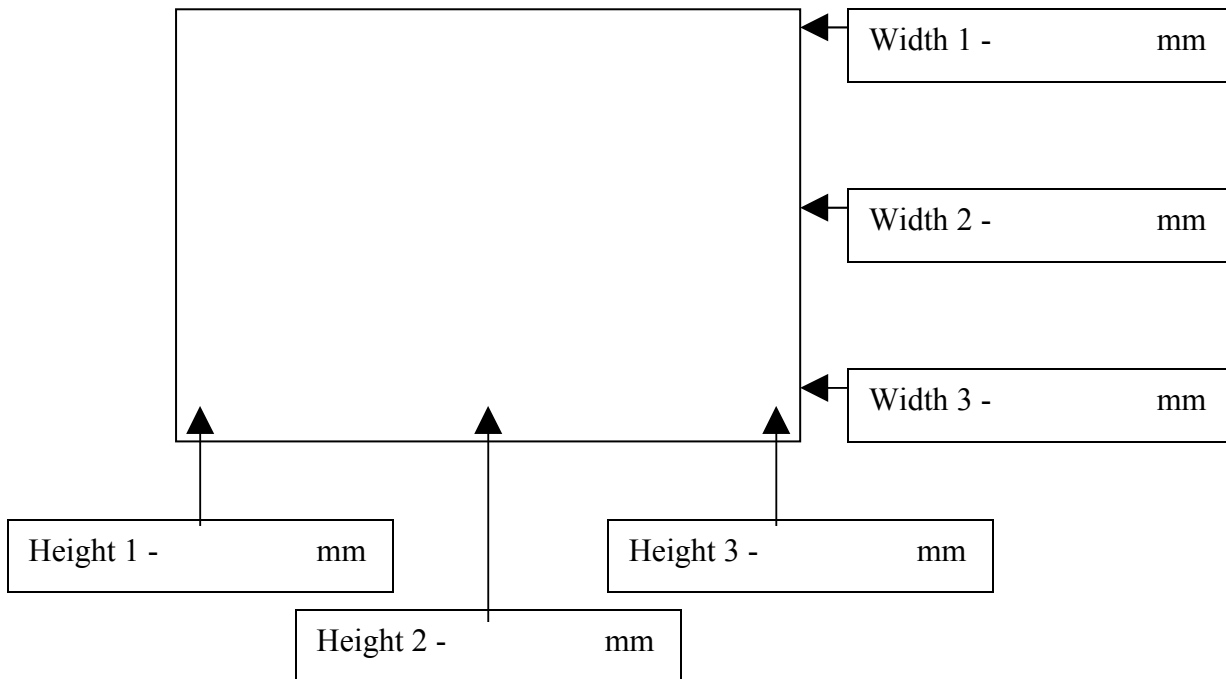 Width 1 - mm
Width 2 - mm
Width 3 - mm
Height 1 - mm
Height 3 - mm
Height 2 - mm